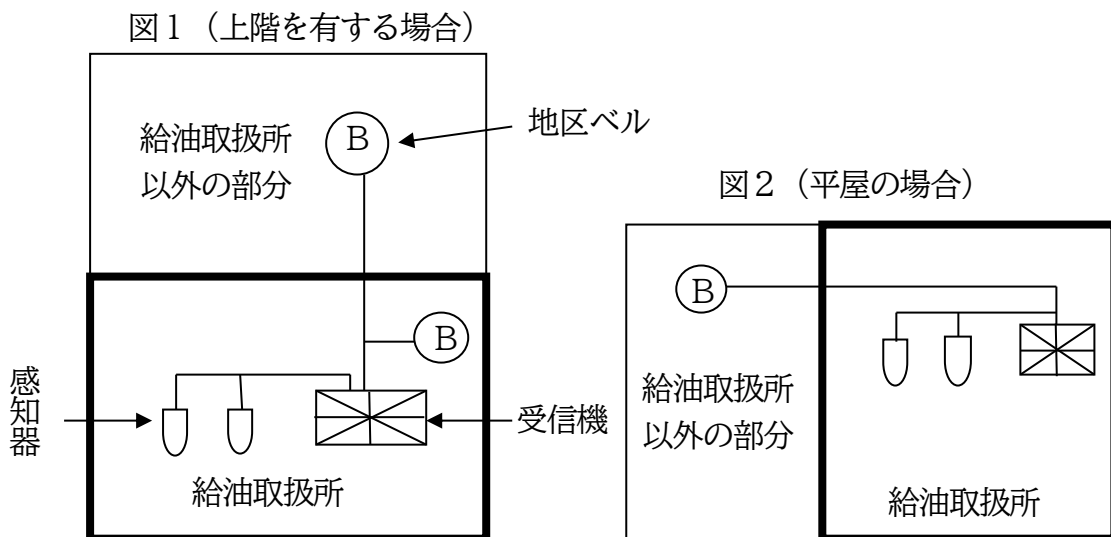 図1（上階を有する場合）
給油取扱所
以外の部分
B
地区ベル
B
感知器
受信機
給油取扱所
図2（平屋の場合）
B
給油取扱所
以外の部分
給油取扱所